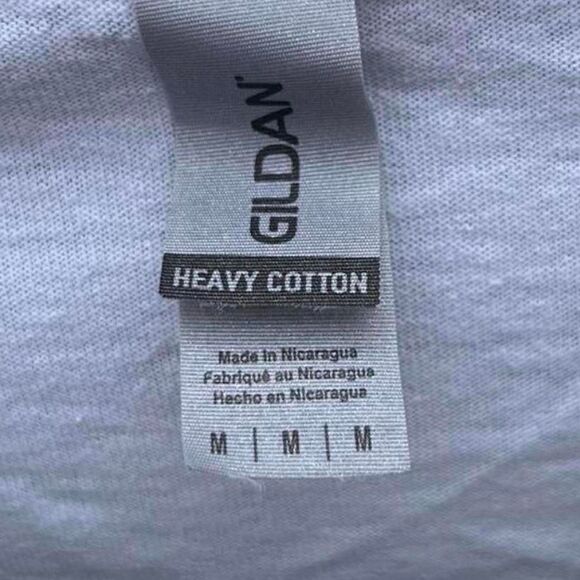 GILDAN
HEAVY COTTON
Made in Nicaragua
Fabriqué au Nicaragua
Hecho en Nicaragua
M | M | M